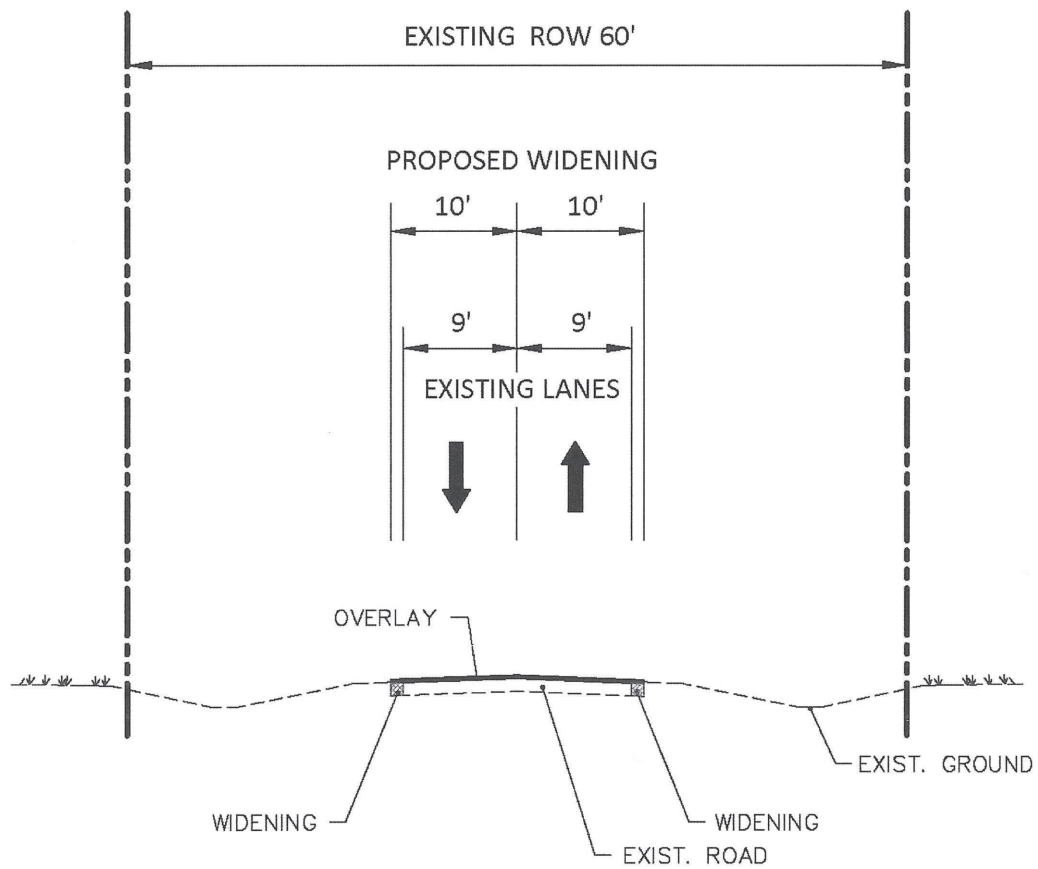 EXISTING ROW 60'
PROPOSED WIDENING
10' 10'
9' 9'
EXISTING LANES
OVERLAY
EXIST. GROUND
WIDENING WIDENING
EXIST. ROAD